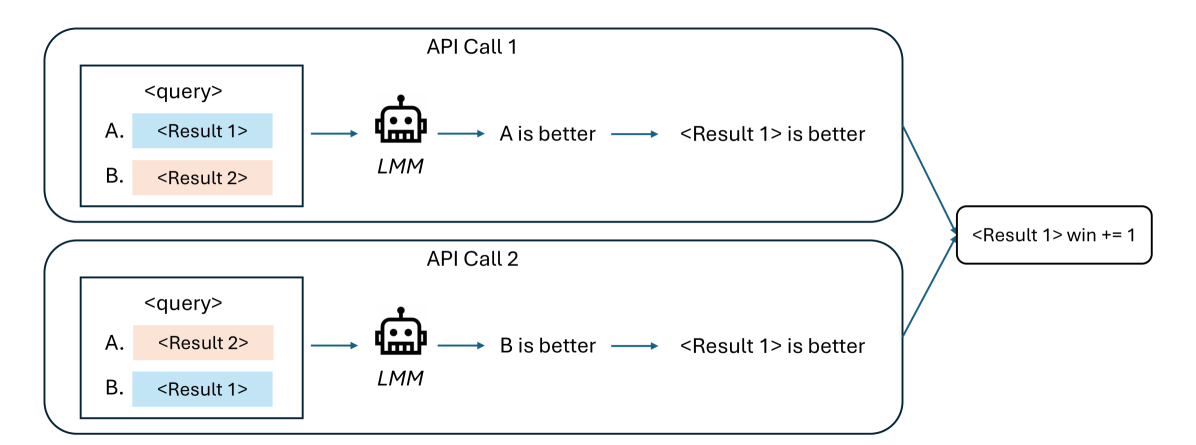 API Call 1
<query>
A. <Result 1>
B. <Result 2>
LMM
A is better
<Result 1> is better
API Call 2
<query>
A. <Result 2>
B. <Result 1>
LMM
B is better
<Result 1> is better
<Result 1> win += 1